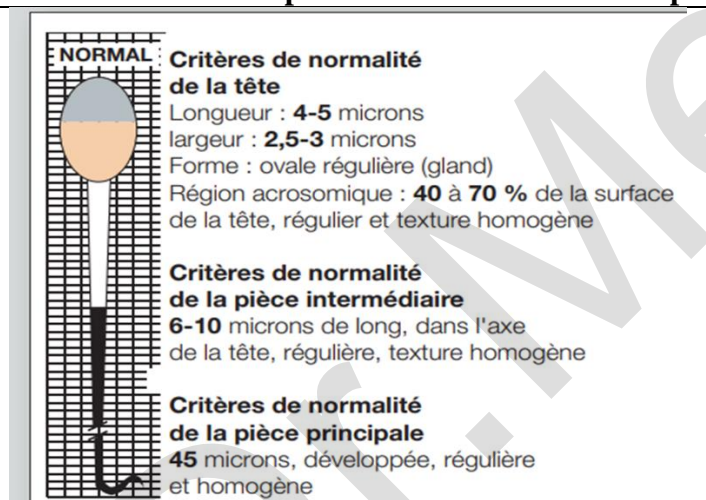 NORMAL
Critères de normalité
de la tête
Longueur : 4-5 microns
largeur : 2,5-3 microns
Forme : ovale régulière (gland)
Région acrosomique : 40 à 70 % de la surface
de la tête, régulier et texture homogène
Critères de normalité
de la pièce intermédiaire
6-10 microns de long, dans l'axe
de la tête, régulière, texture homogène
Critères de normalité
de la pièce principale
45 microns, développée, régulière
et homogène